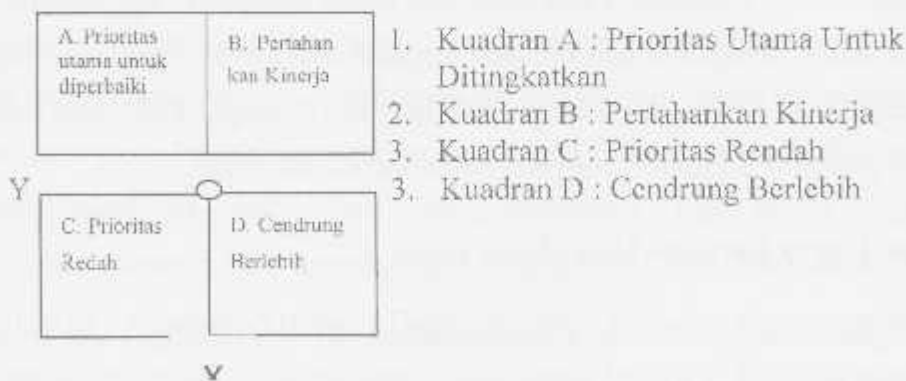 A. Prioritas
utama untuk
diperbaiki
B. Pertahan
kan Kinerja
Y
C. Prioritas
Redah
D. Cendrung
Berlebih
X
1. Kuadran A : Prioritas Utama Untuk
Ditingkatkan
2. Kuadran B : Pertahankan Kinerja
3. Kuadran C : Prioritas Rendah
3. Kuadran D : Cendrung Berlebih